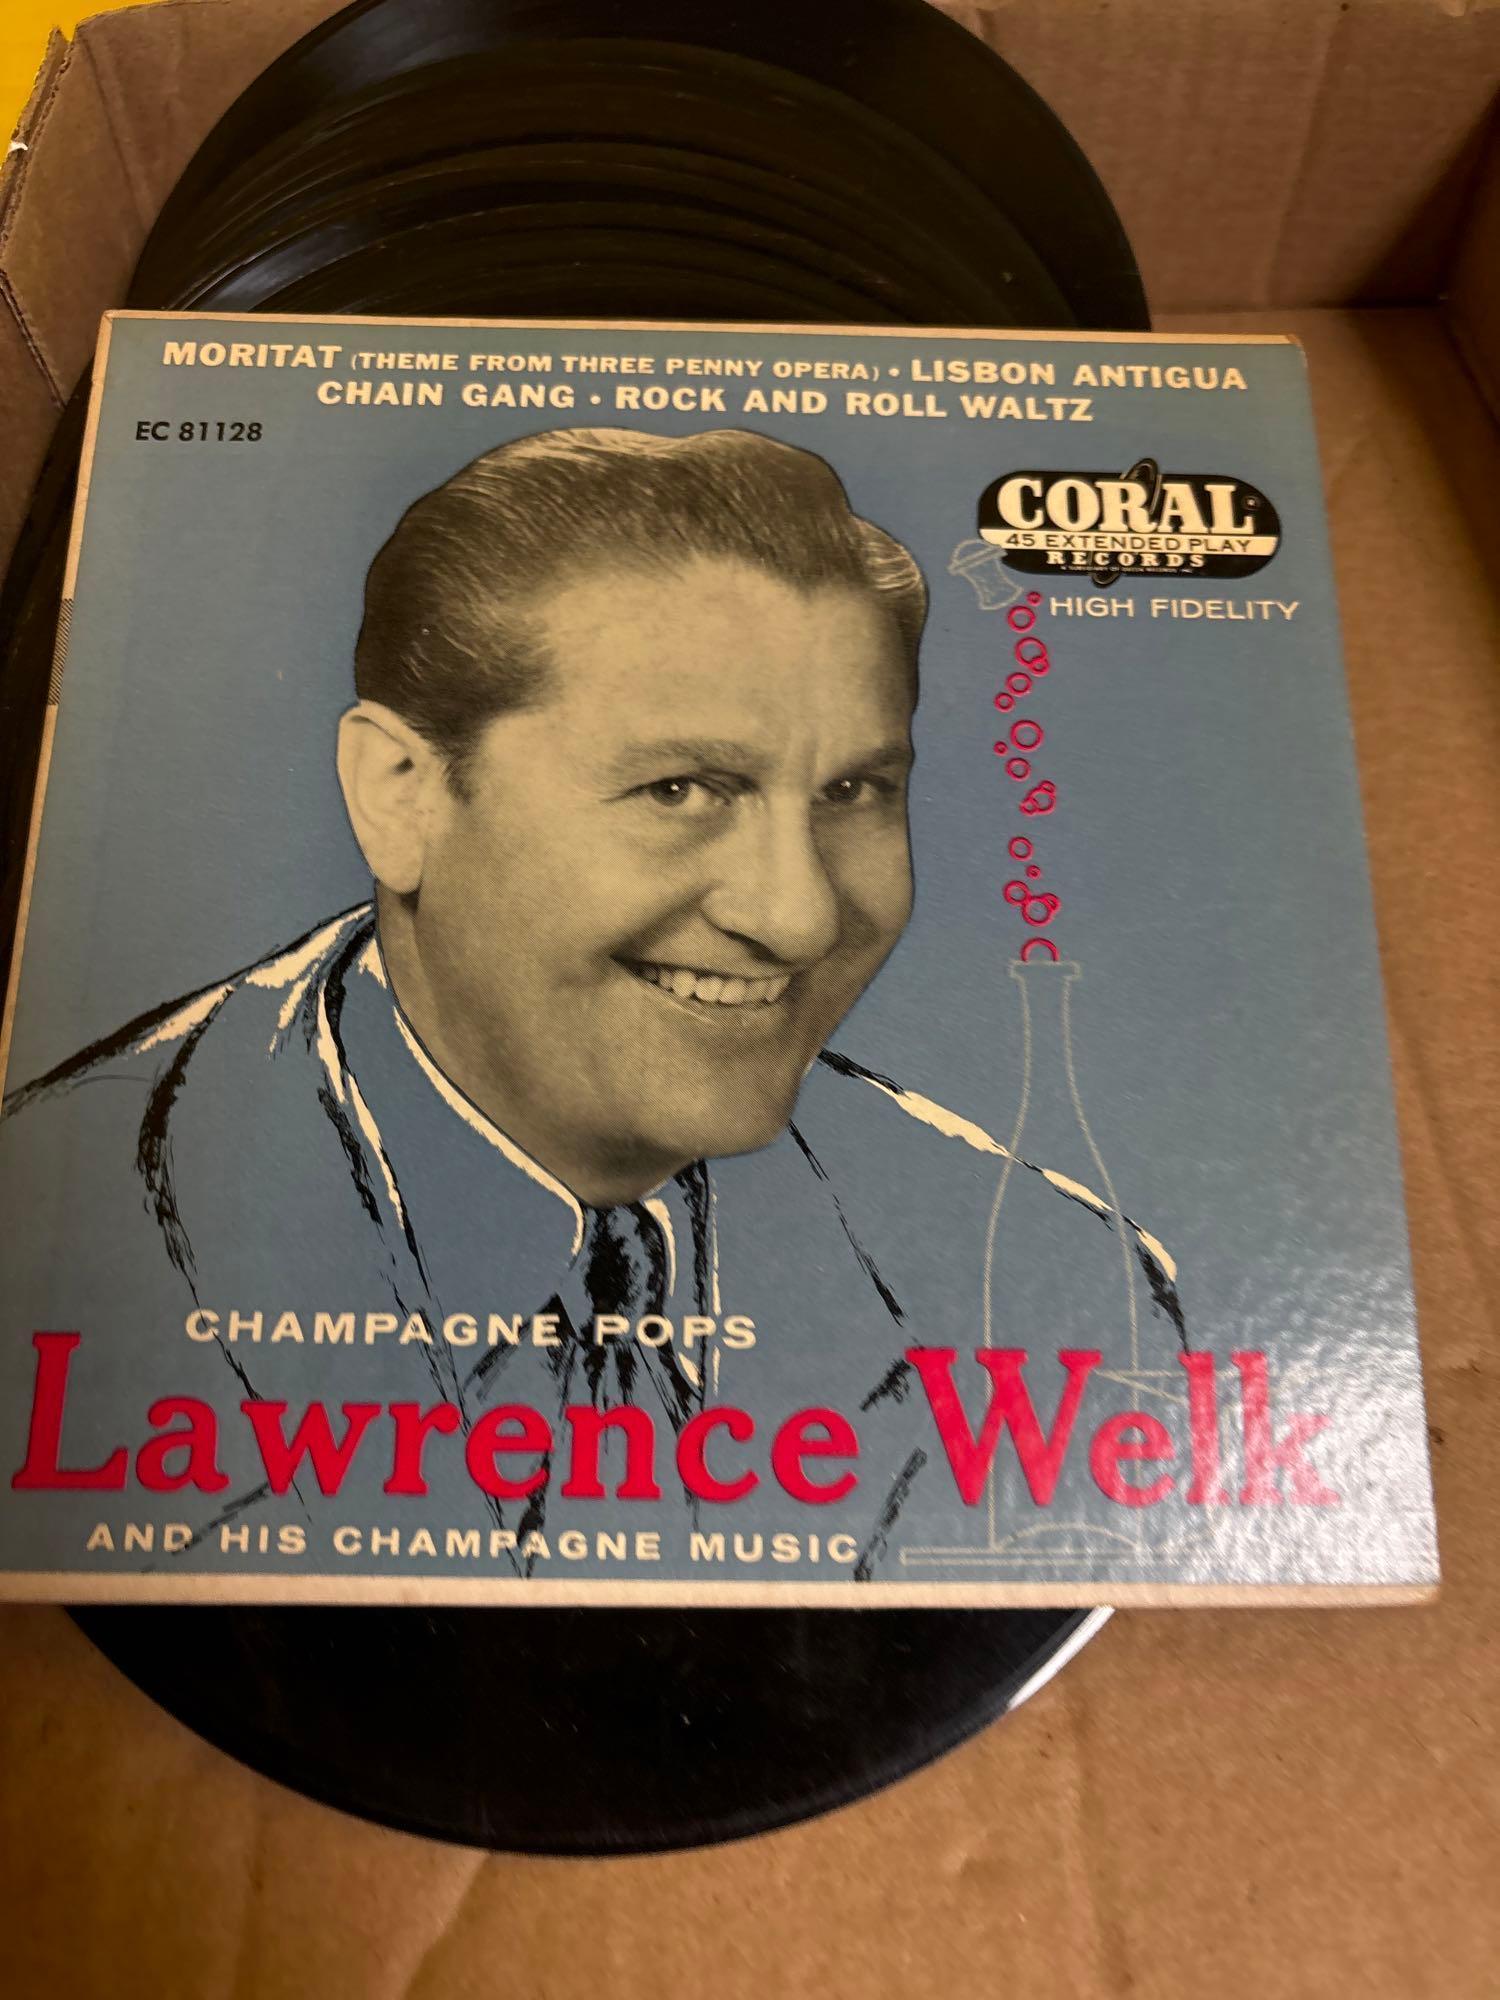 MORITAT (THEME FROM THREE PENNY OPERA) • LISBON ANTIGUA
CHAIN GANG • ROCK AND ROLL WALTZ
EC 81128
CORAL
45 EXTENDED PLAY
RECORDS
HIGH FIDELITY
CHAMPAGNE POPS
Lawrence Welk
AND HIS CHAMPAGNE MUSIC